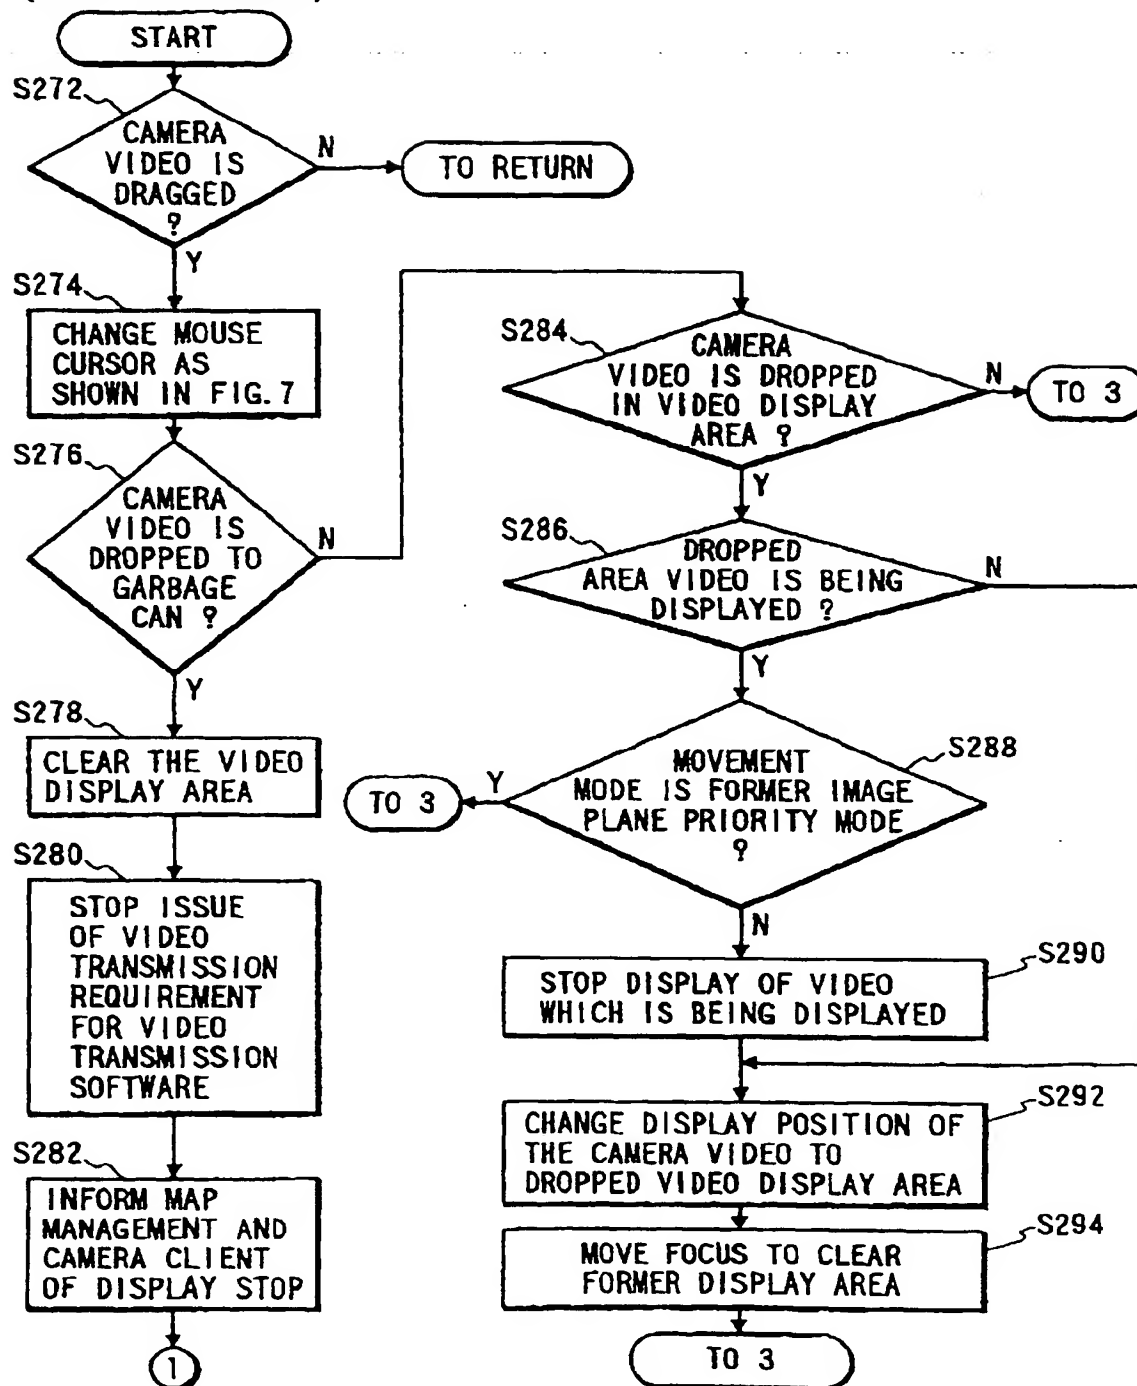 START
S272
CAMERA
VIDEO IS
DRAGGED
?
N
TO RETURN
Y
S274
CHANGE MOUSE
CURSOR AS
SHOWN IN FIG. 7
S276
CAMERA
VIDEO IS
DROPPED TO
GARBAGE
CAN ?
N
Y
S278
CLEAR THE VIDEO
DISPLAY AREA
S280
STOP ISSUE
OF VIDEO
TRANSMISSION
REQUIREMENT
FOR VIDEO
TRANSMISSION
SOFTWARE
S282
INFORM MAP
MANAGEMENT AND
CAMERA CLIENT
OF DISPLAY STOP
1
S284
CAMERA
VIDEO IS DROPPED
IN VIDEO DISPLAY
AREA ?
N
TO 3
Y
S286
DROPPED
AREA VIDEO IS BEING
DISPLAYED ?
N
Y
S288
MOVEMENT
MODE IS FORMER IMAGE
PLANE PRIORITY MODE
?
Y
TO 3
N
S290
STOP DISPLAY OF VIDEO
WHICH IS BEING DISPLAYED
S292
CHANGE DISPLAY POSITION OF
THE CAMERA VIDEO TO
DROPPED VIDEO DISPLAY AREA
S294
MOVE FOCUS TO CLEAR
FORMER DISPLAY AREA
TO 3